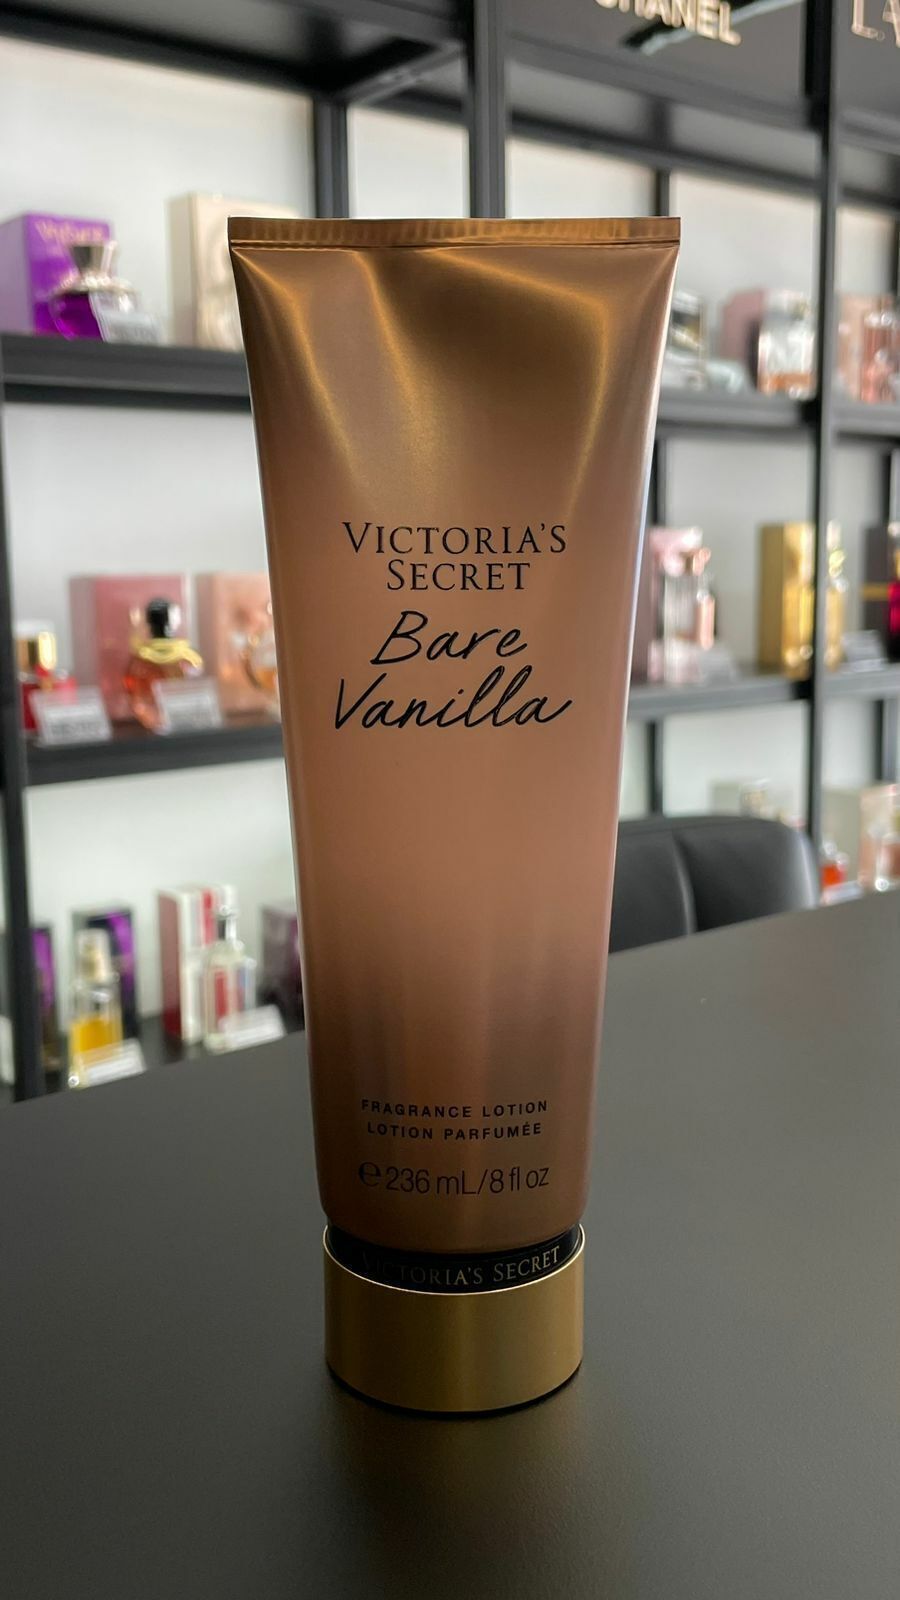 CHANEL
VICTORIA'S
SECRET
Bare
Vanilla
FRAGRANCE LOTION
LOTION PARFUMÉE
℮ 236 mL/8 fl oz
VICTORIA'S SECRET